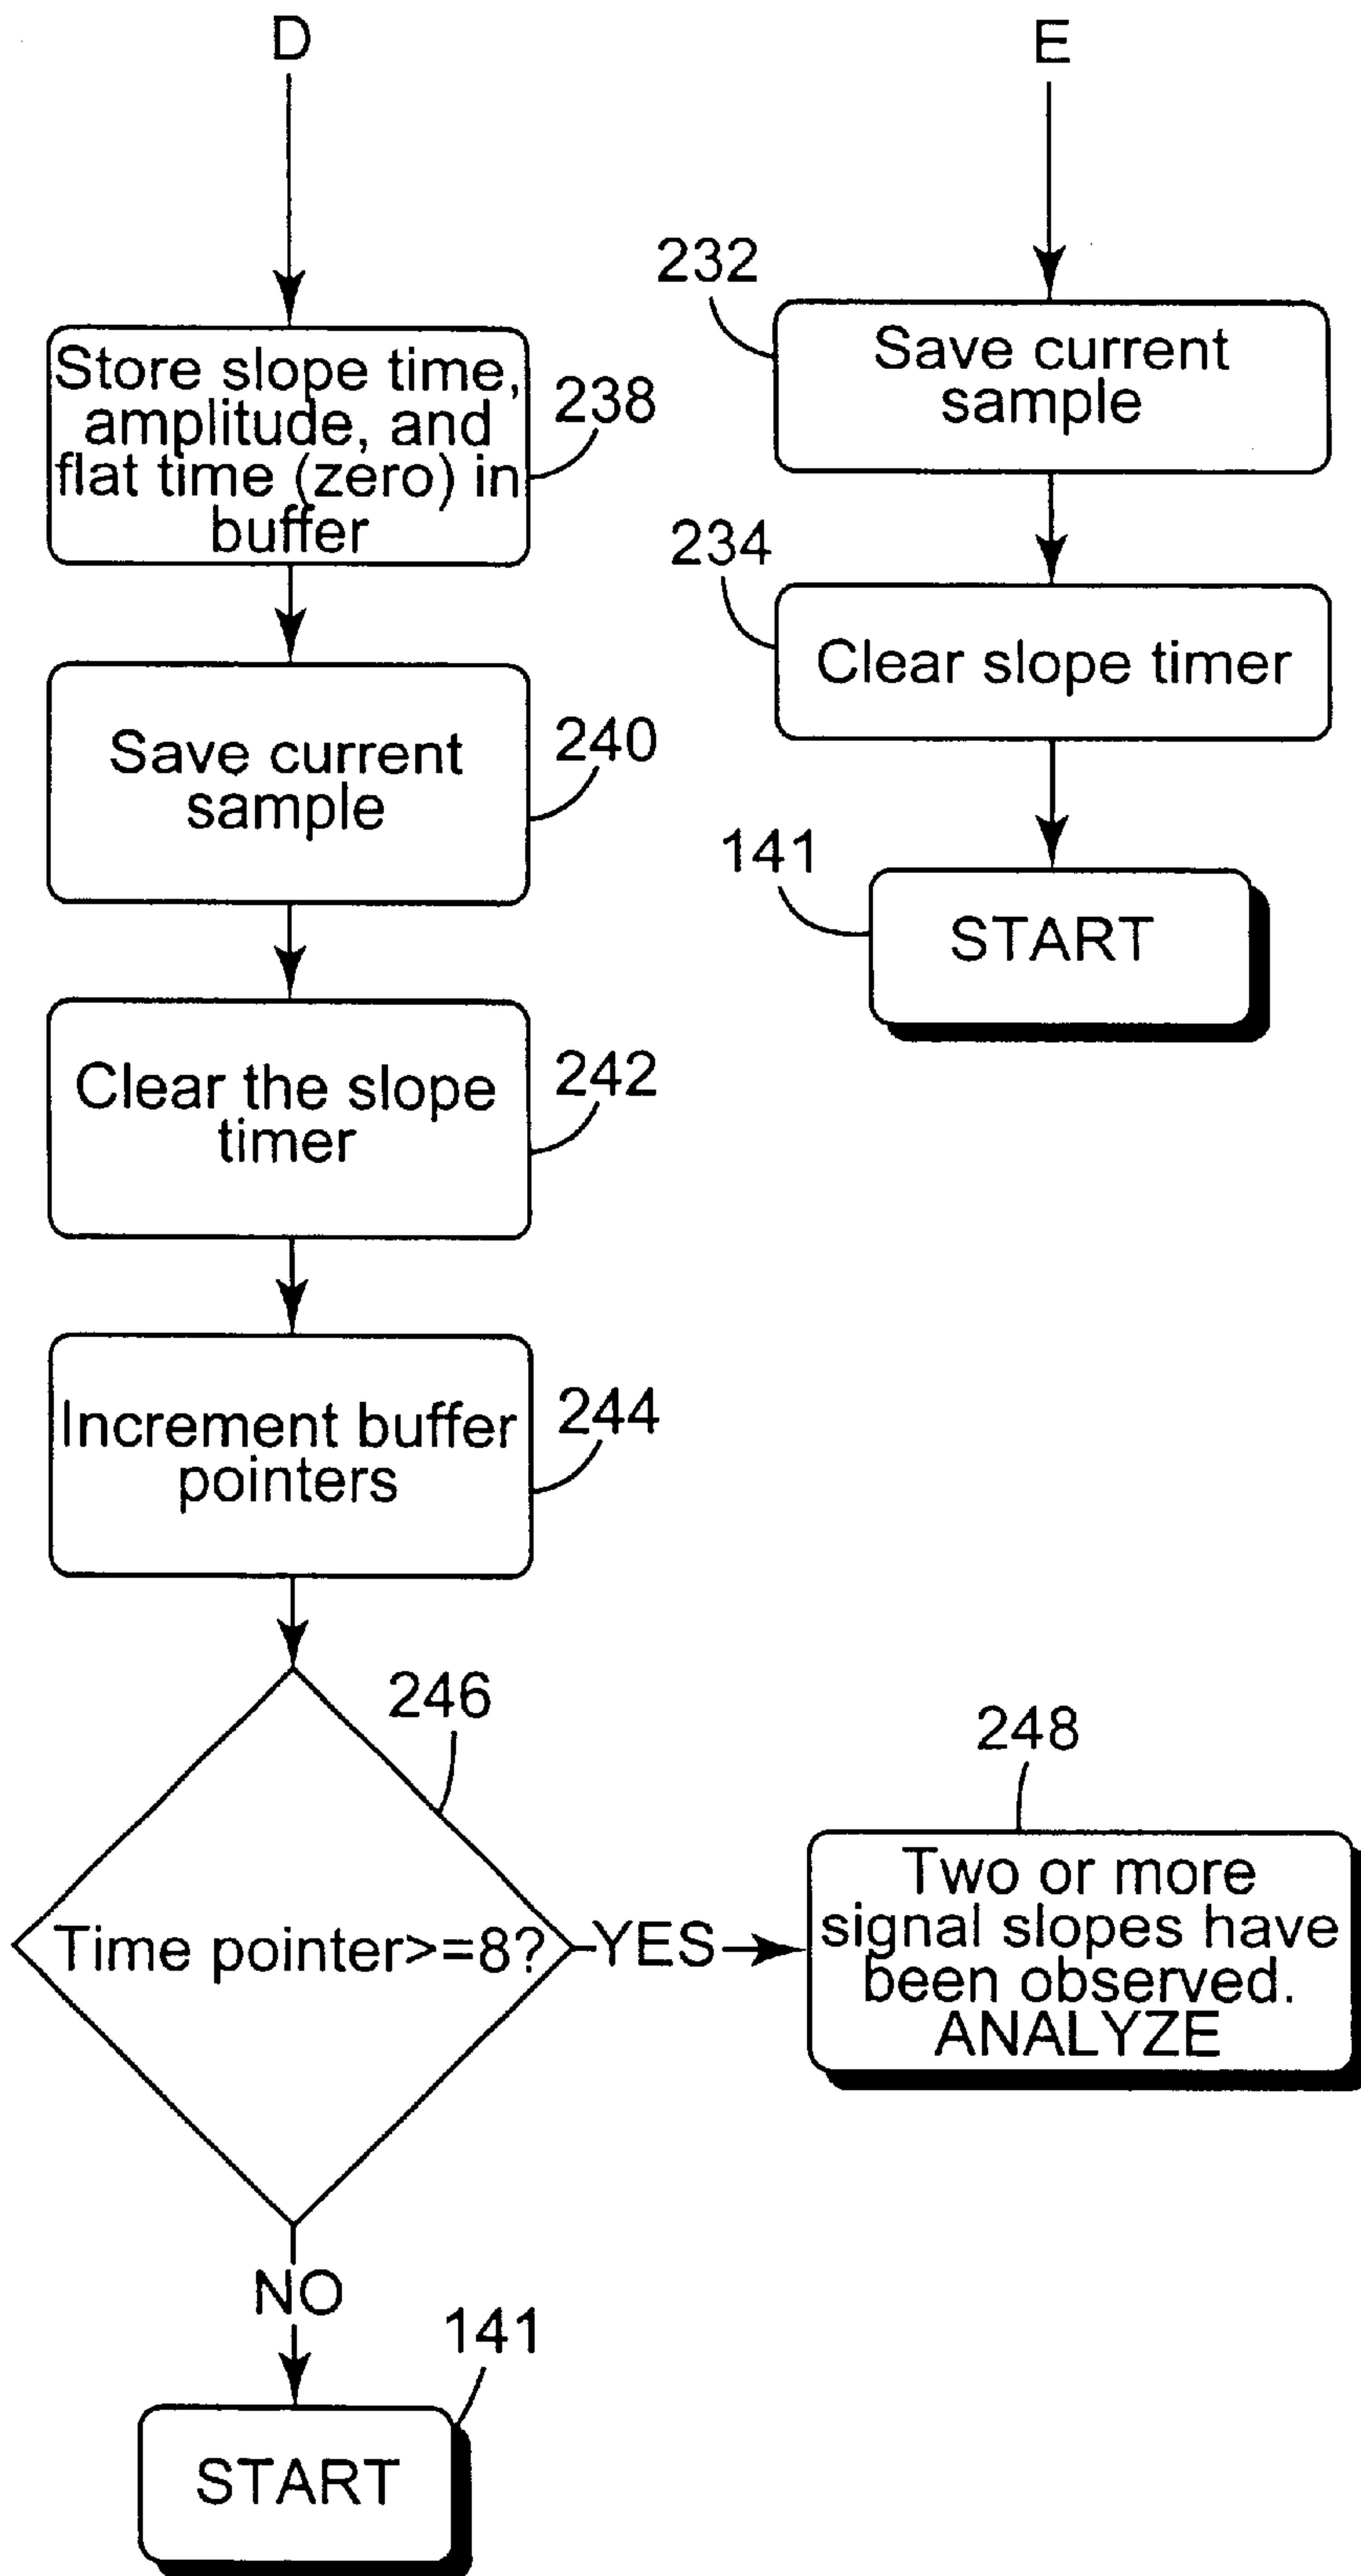 D
Store slope time,
amplitude, and
flat time (zero) in
buffer
238
Save current
sample
240
Clear the slope
timer
242
Increment buffer
pointers
244
246
Time pointer>=8?
YES
248
Two or more
signal slopes have
been observed.
ANALYZE
NO
141
START
E
232
Save current
sample
234
Clear slope timer
141
START